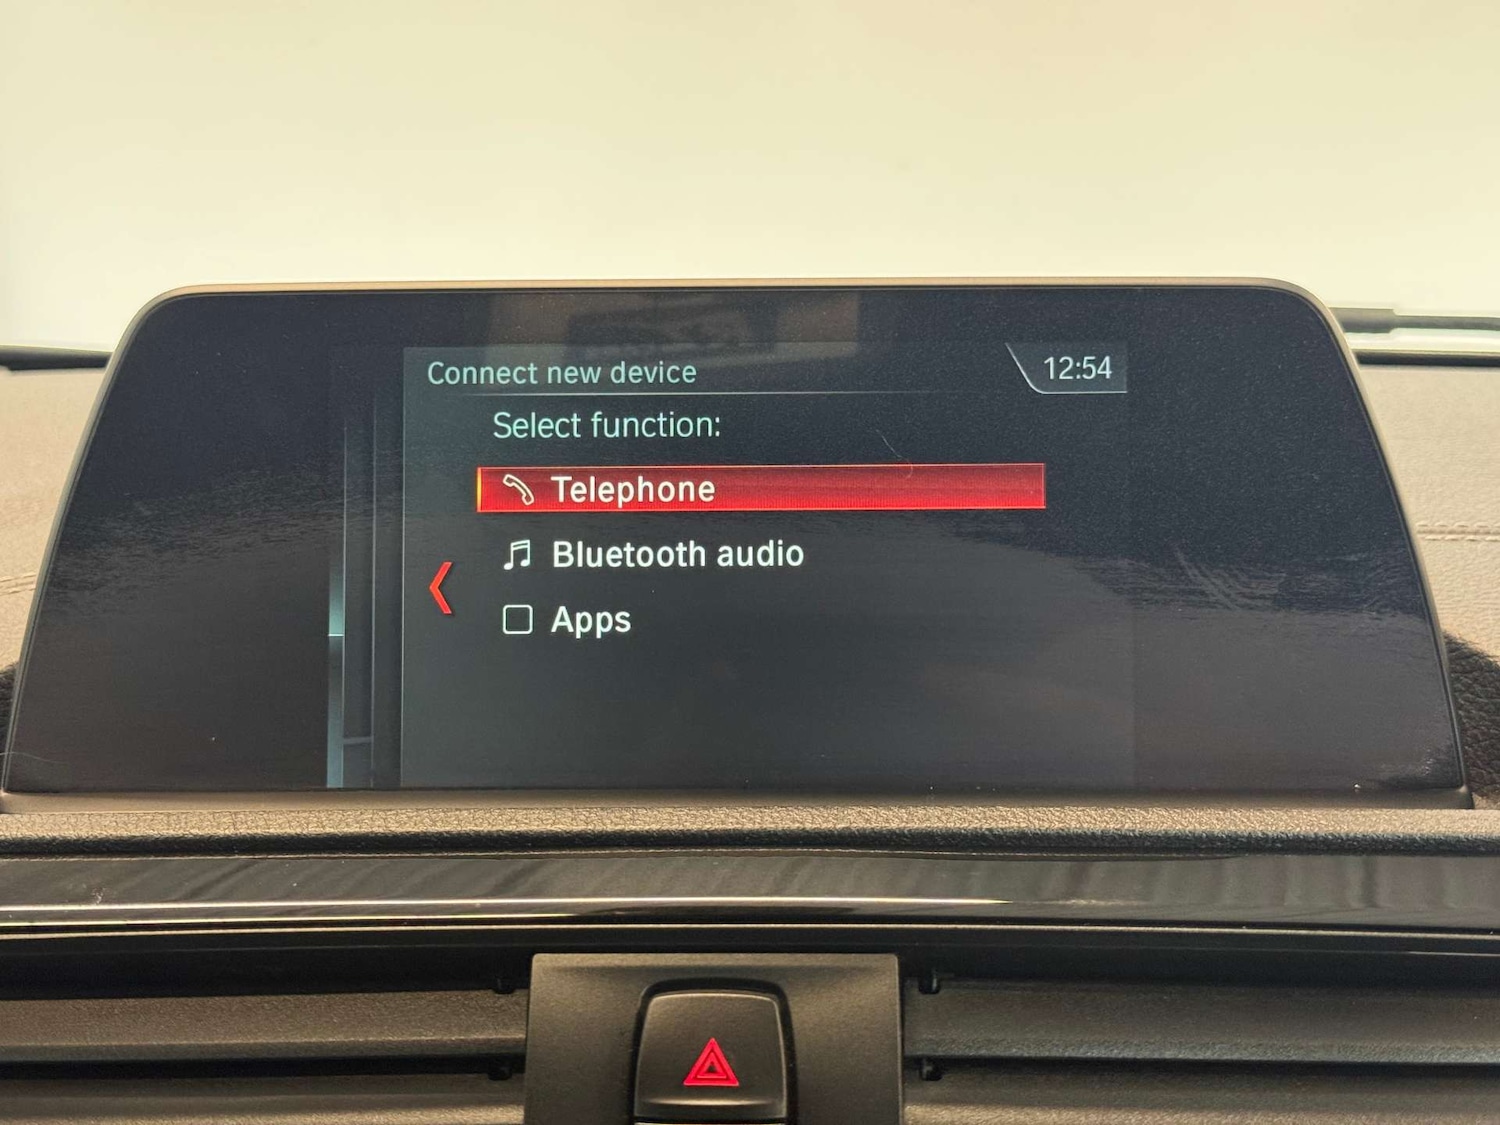 Connect new device
12:54
Select function:
Telephone
Bluetooth audio
Apps